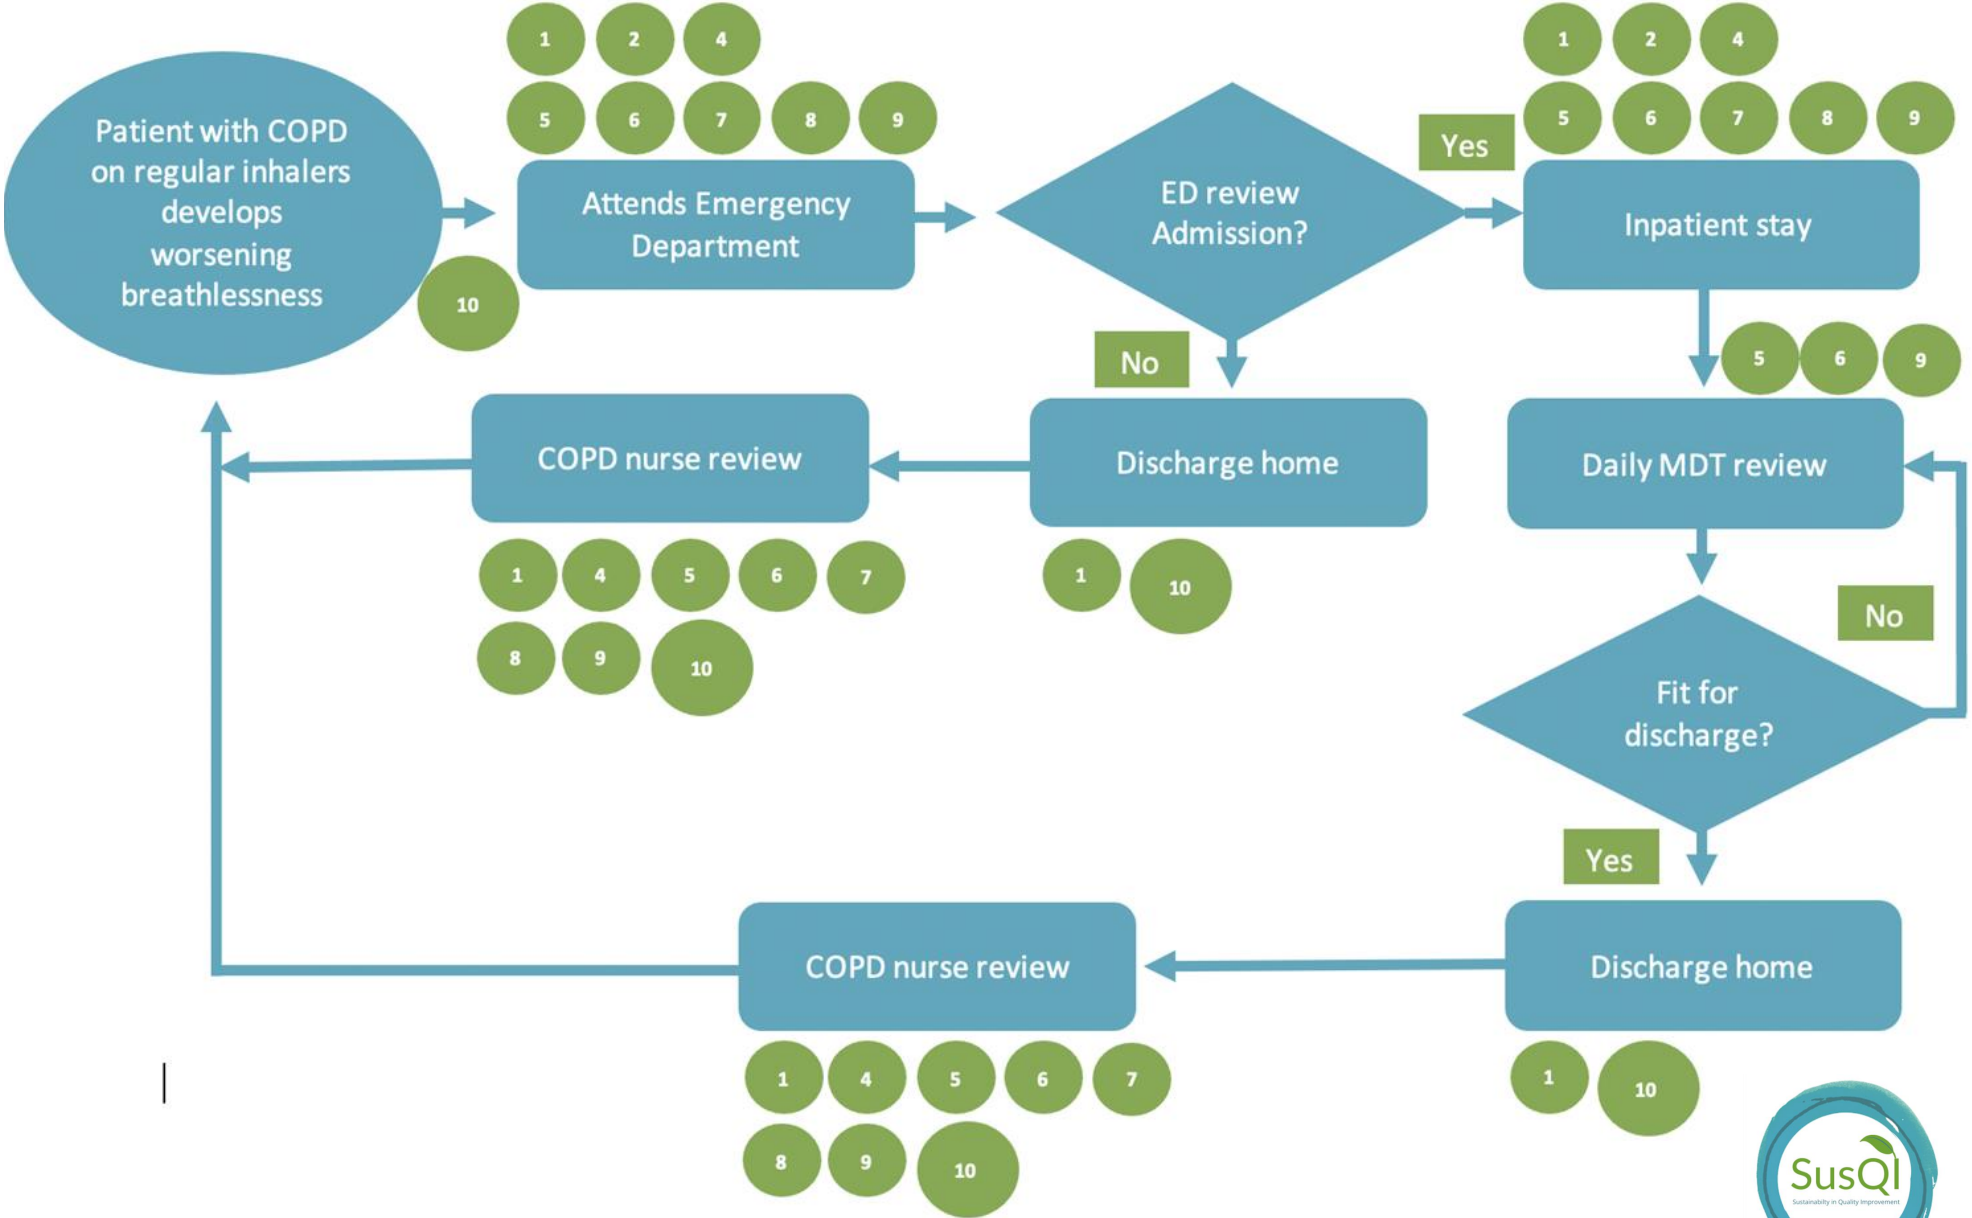 1 2 4
5 6 7 8 9
Patient with COPD
on regular inhalers
develops
worsening
breathlessness
10
Attends Emergency
Department
ED review
Admission?
Yes
1 2 4
5 6 7 8 9
Inpatient stay
No
5 6 9
COPD nurse review
Discharge home
Daily MDT review
1 4 5 6 7
8 9 10
1 10
No
Fit for
discharge?
Yes
COPD nurse review
Discharge home
1 4 5 6 7
8 9 10
1 10
SusQI
Sustainability in Quality Improvement